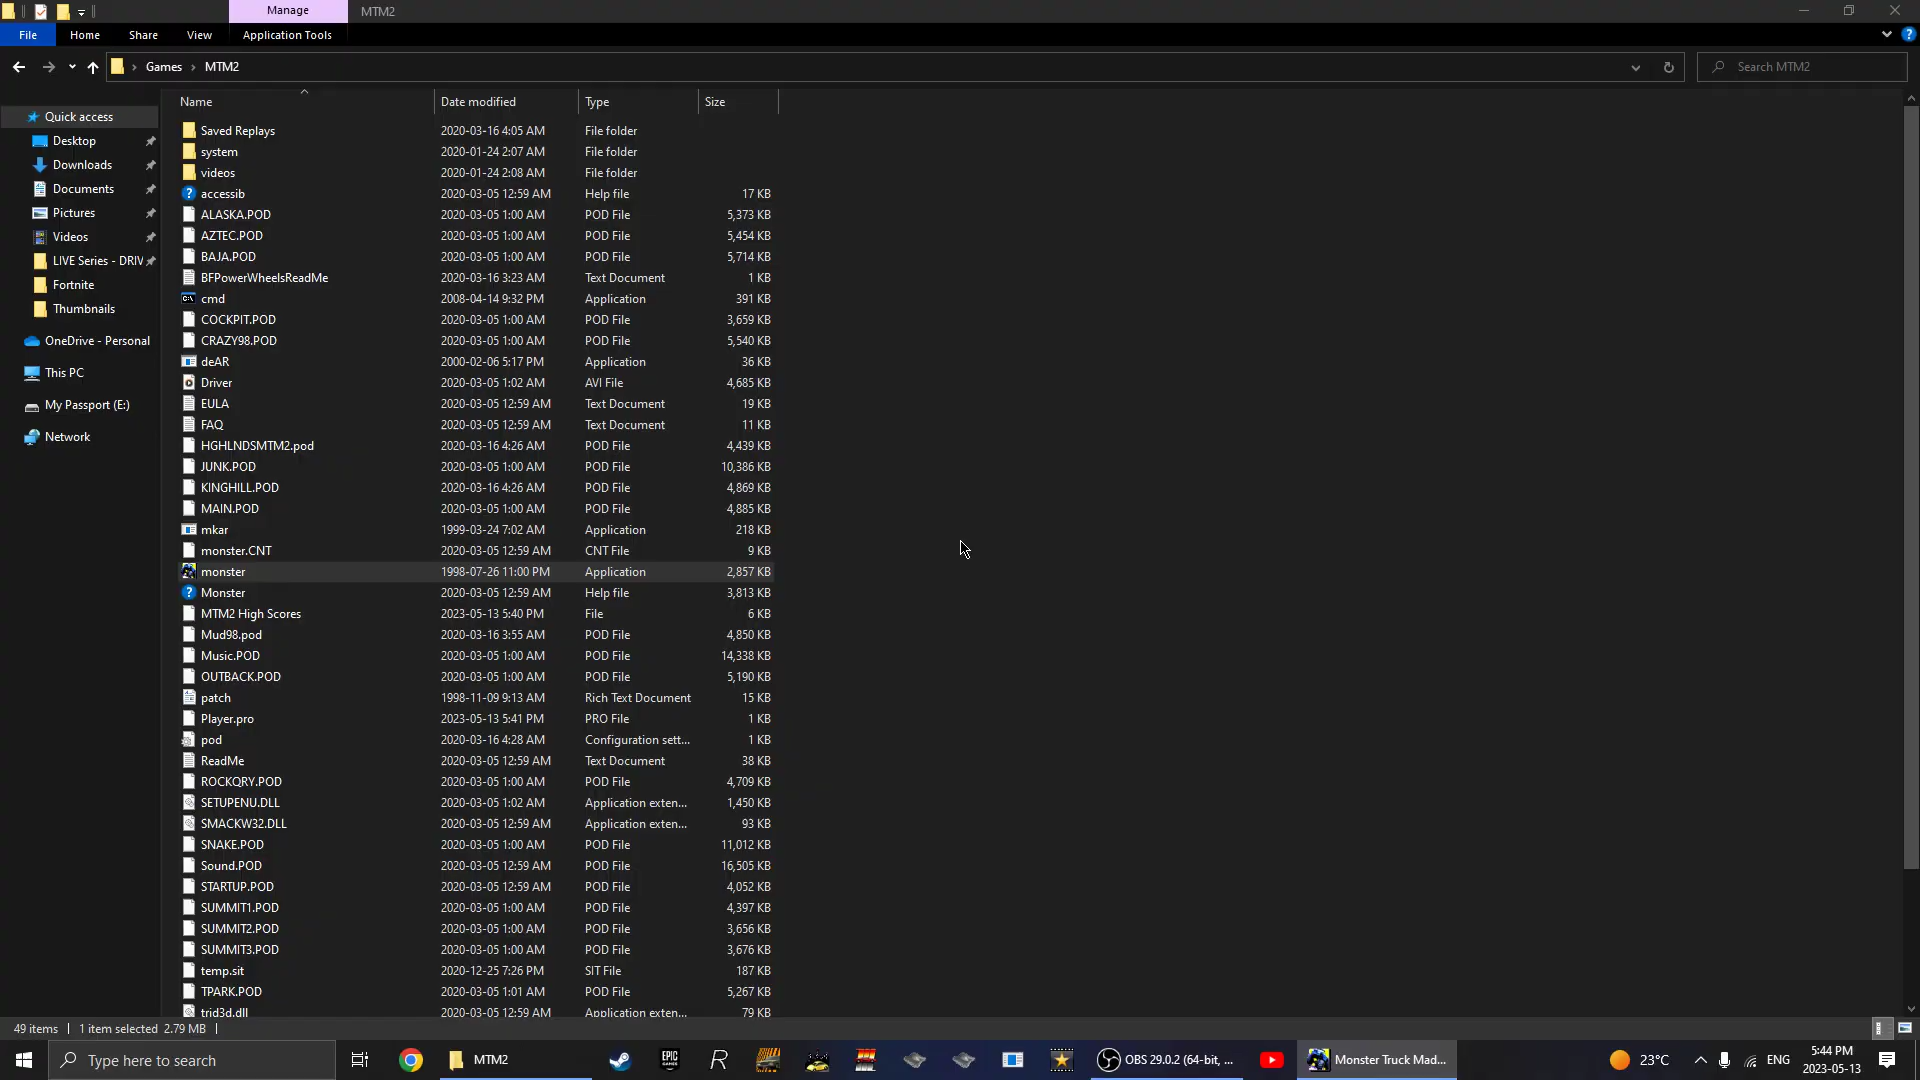 Manage MTM2
File Home Share View Application Tools
Games MTM2 Search MTM2
Name Date modified Type Size
Quick access
Desktop
Downloads
Documents
Pictures
Videos
LIVE Series - DRIV
Fortnite
Thumbnails
OneDrive - Personal
This PC
My Passport (E:)
Network
Saved Replays 2020-03-16 4:05 AM File folder
system 2020-01-24 2:07 AM File folder
videos 2020-01-24 2:08 AM File folder
accessib 2020-03-05 12:59 AM Help file 17 KB
ALASKA.POD 2020-03-05 1:00 AM POD File 5,373 KB
AZTEC.POD 2020-03-05 1:00 AM POD File 5,454 KB
BAJA.POD 2020-03-05 1:00 AM POD File 5,714 KB
BFPowerWheelsReadMe 2020-03-16 3:23 AM Text Document 1 KB
cmd 2008-04-14 9:32 PM Application 391 KB
COCKPIT.POD 2020-03-05 1:00 AM POD File 3,659 KB
CRAZY98.POD 2020-03-05 1:00 AM POD File 5,540 KB
deAR 2000-02-06 5:17 PM Application 36 KB
Driver 2020-03-05 1:02 AM AVI File 4,685 KB
EULA 2020-03-05 12:59 AM Text Document 19 KB
FAQ 2020-03-05 12:59 AM Text Document 11 KB
HGHLNDSMTM2.pod 2020-03-16 4:26 AM POD File 4,439 KB
JUNK.POD 2020-03-05 1:00 AM POD File 10,386 KB
KINGHILL.POD 2020-03-16 4:26 AM POD File 4,869 KB
MAIN.POD 2020-03-05 1:00 AM POD File 4,885 KB
mkar 1999-03-24 7:02 AM Application 218 KB
monster.CNT 2020-03-05 12:59 AM CNT File 9 KB
monster 1998-07-26 11:00 PM Application 2,857 KB
Monster 2020-03-05 12:59 AM Help file 3,813 KB
MTM2 High Scores 2023-05-13 5:40 PM File 6 KB
Mud98.pod 2020-03-16 3:55 AM POD File 4,850 KB
Music.POD 2020-03-05 1:00 AM POD File 14,338 KB
OUTBACK.POD 2020-03-05 1:00 AM POD File 5,190 KB
patch 1998-11-09 9:13 AM Rich Text Document 15 KB
Player.pro 2023-05-13 5:41 PM PRO File 1 KB
pod 2020-03-16 4:28 AM Configuration sett... 1 KB
ReadMe 2020-03-05 12:59 AM Text Document 38 KB
ROCKQRY.POD 2020-03-05 1:00 AM POD File 4,709 KB
SETUPENU.DLL 2020-03-05 1:02 AM Application exten... 1,450 KB
SMACKW32.DLL 2020-03-05 12:59 AM Application exten... 93 KB
SNAKE.POD 2020-03-05 1:00 AM POD File 11,012 KB
Sound.POD 2020-03-05 12:59 AM POD File 16,505 KB
STARTUP.POD 2020-03-05 12:59 AM POD File 4,052 KB
SUMMIT1.POD 2020-03-05 1:00 AM POD File 4,397 KB
SUMMIT2.POD 2020-03-05 1:00 AM POD File 3,656 KB
SUMMIT3.POD 2020-03-05 1:00 AM POD File 3,676 KB
temp.sit 2020-12-25 7:26 PM SIT File 187 KB
TPARK.POD 2020-03-05 1:01 AM POD File 5,267 KB
trid3d.dll 2020-03-05 12:59 AM Application exten... 79 KB
49 items 1 item selected 2.79 MB
Type here to search MTM2 OBS 29.0.2 (64-bit, ... Monster Truck Mad... 23°C ENG 5:44 PM
2023-05-13